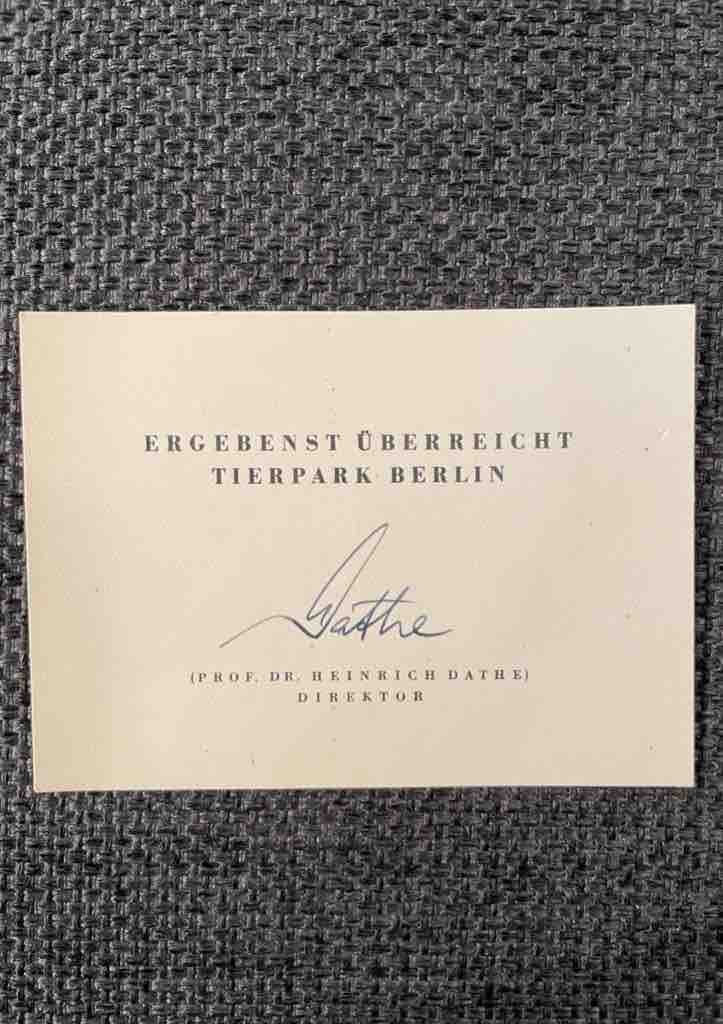 ERGEBENST ÜBERREICHT
TIERPARK BERLIN
Dathe
(PROF. DR. HEINRICH DATHE)
DIREKTOR